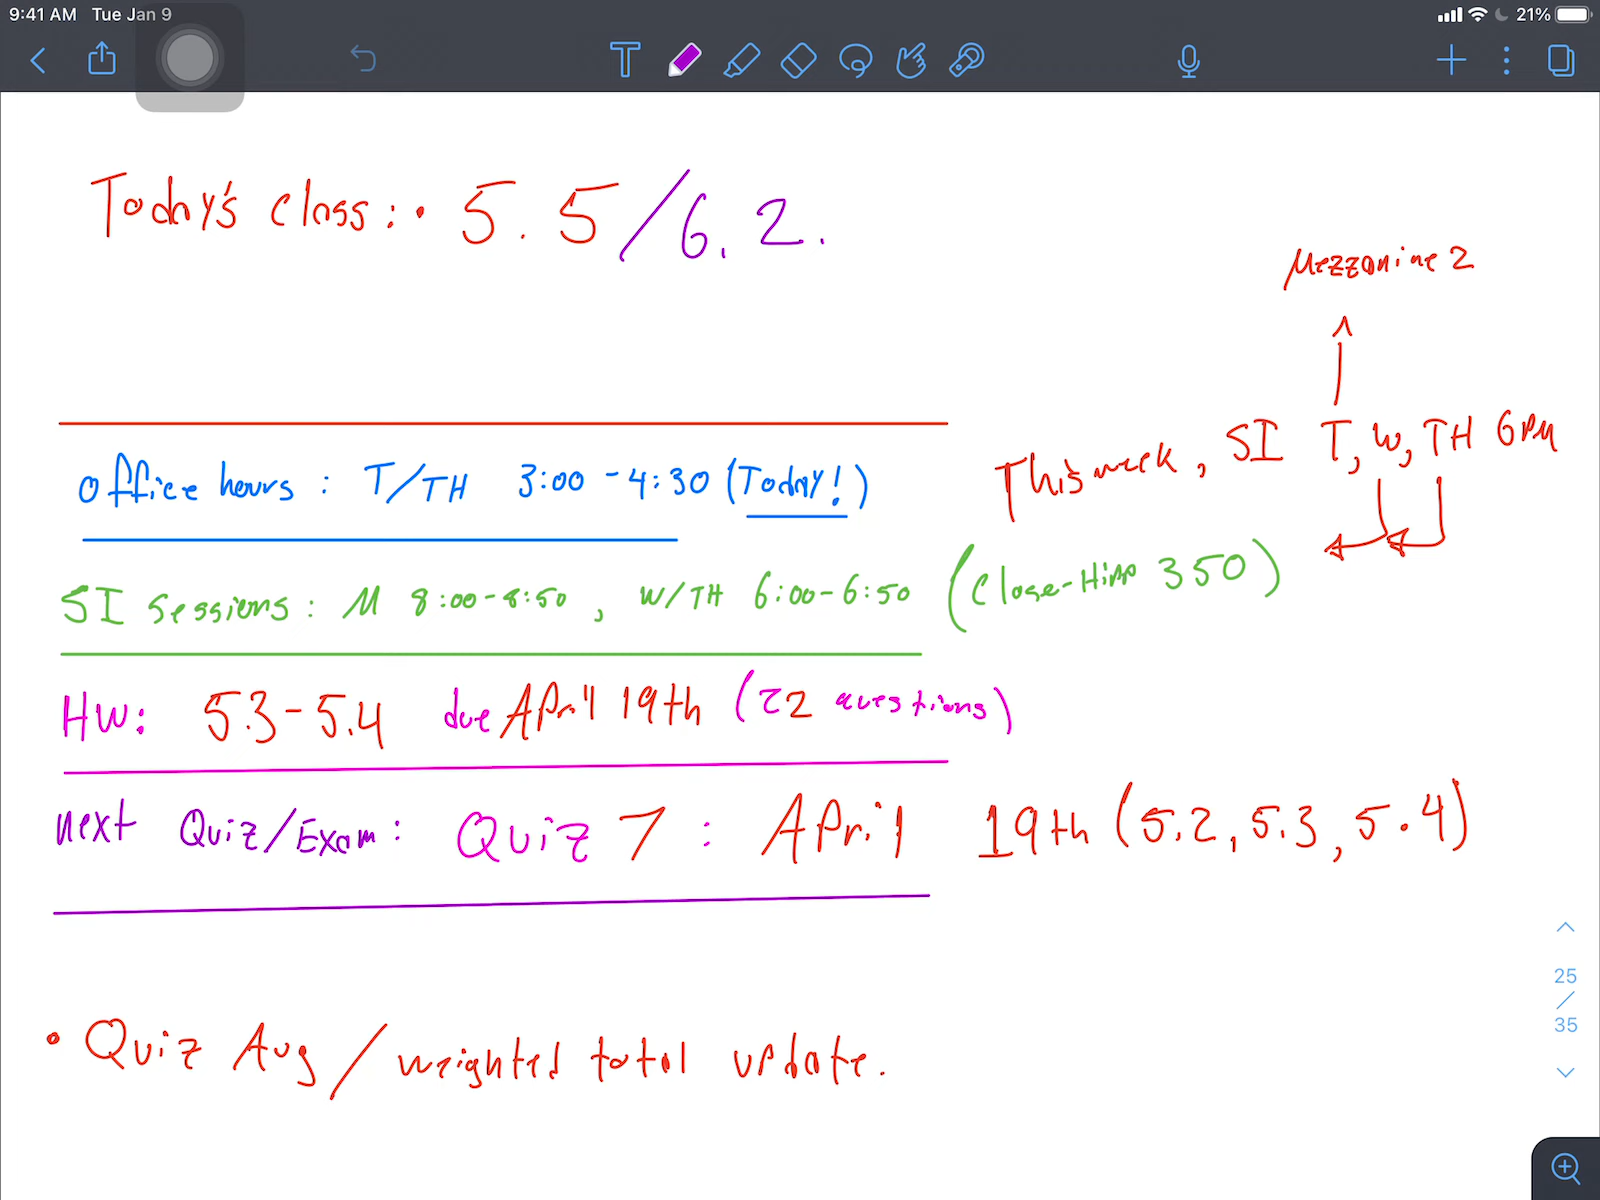 9:41 AM Tue Jan 9
21%
Today's class: • 5.5/6.2.
Mezzanine 2
This week, SI T, W, TH 6PM
office hours: T/TH 3:00-4:30 (Today!)
SI Sessions: M 8:00-8:50, W/TH 6:00-6:50 (Close-Hipp 350)
HW: 5.3-5.4 due April 19th (22 questions)
next Quiz/Exam: Quiz 7: April 19th (5.2, 5.3, 5.4)
• Quiz Avg/weighted total update.
25
/
35